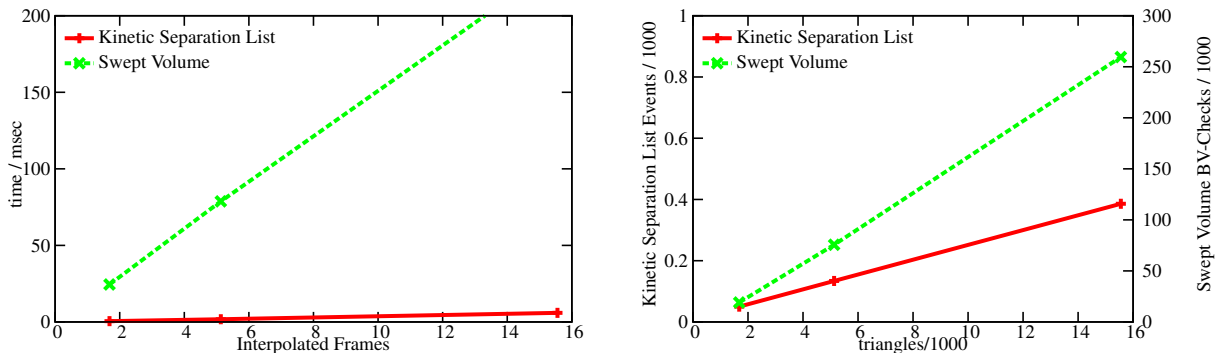 200
150
100
50
0
time / msec
Kinetic Separation List
Swept Volume
0 2 4 6 8 10 12 14 16
Interpolated Frames
1
0.8
0.6
0.4
0.2
0
Kinetic Separation List Events / 1000
Kinetic Separation List
Swept Volume
300
250
200
150
100
50
0
Swept Volume BV-Checks / 1000
0 2 4 6 8 10 12 14 16
triangles/1000